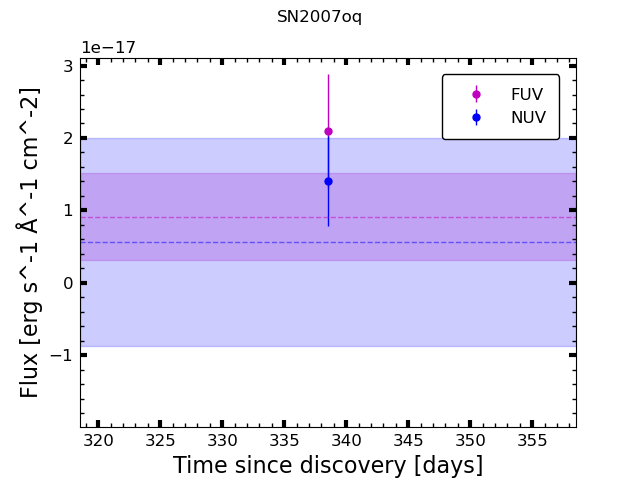 SN2007oq
1e−17
3
2
1
0
−1
Flux [erg s^-1 Å^-1 cm^-2]
FUV
NUV
320 325 330 335 340 345 350 355
Time since discovery [days]